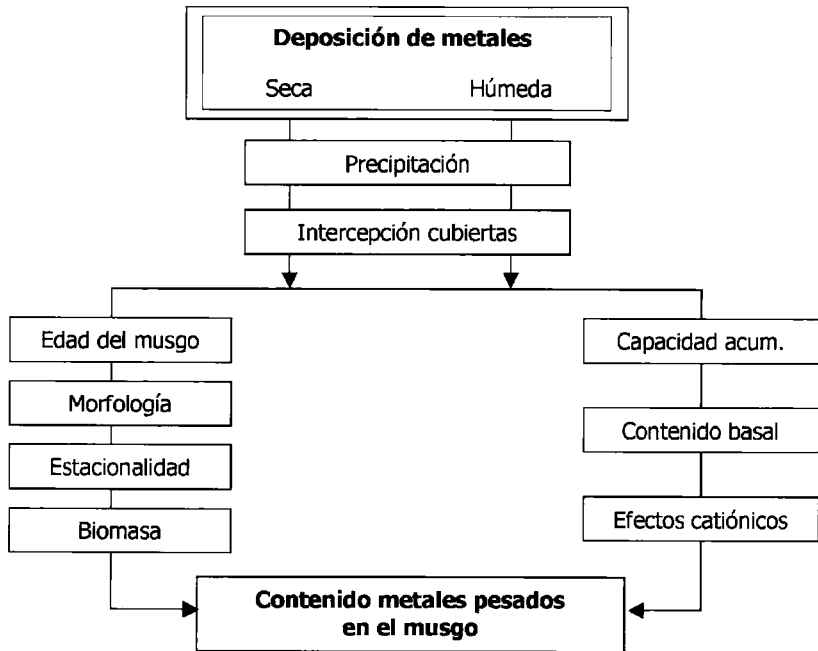 Deposición de metales
Seca Húmeda
Precipitación
Intercepción cubiertas
Edad del musgo
Morfología
Estacionalidad
Biomasa
Capacidad acum.
Contenido basal
Efectos catiónicos
Contenido metales pesados
en el musgo